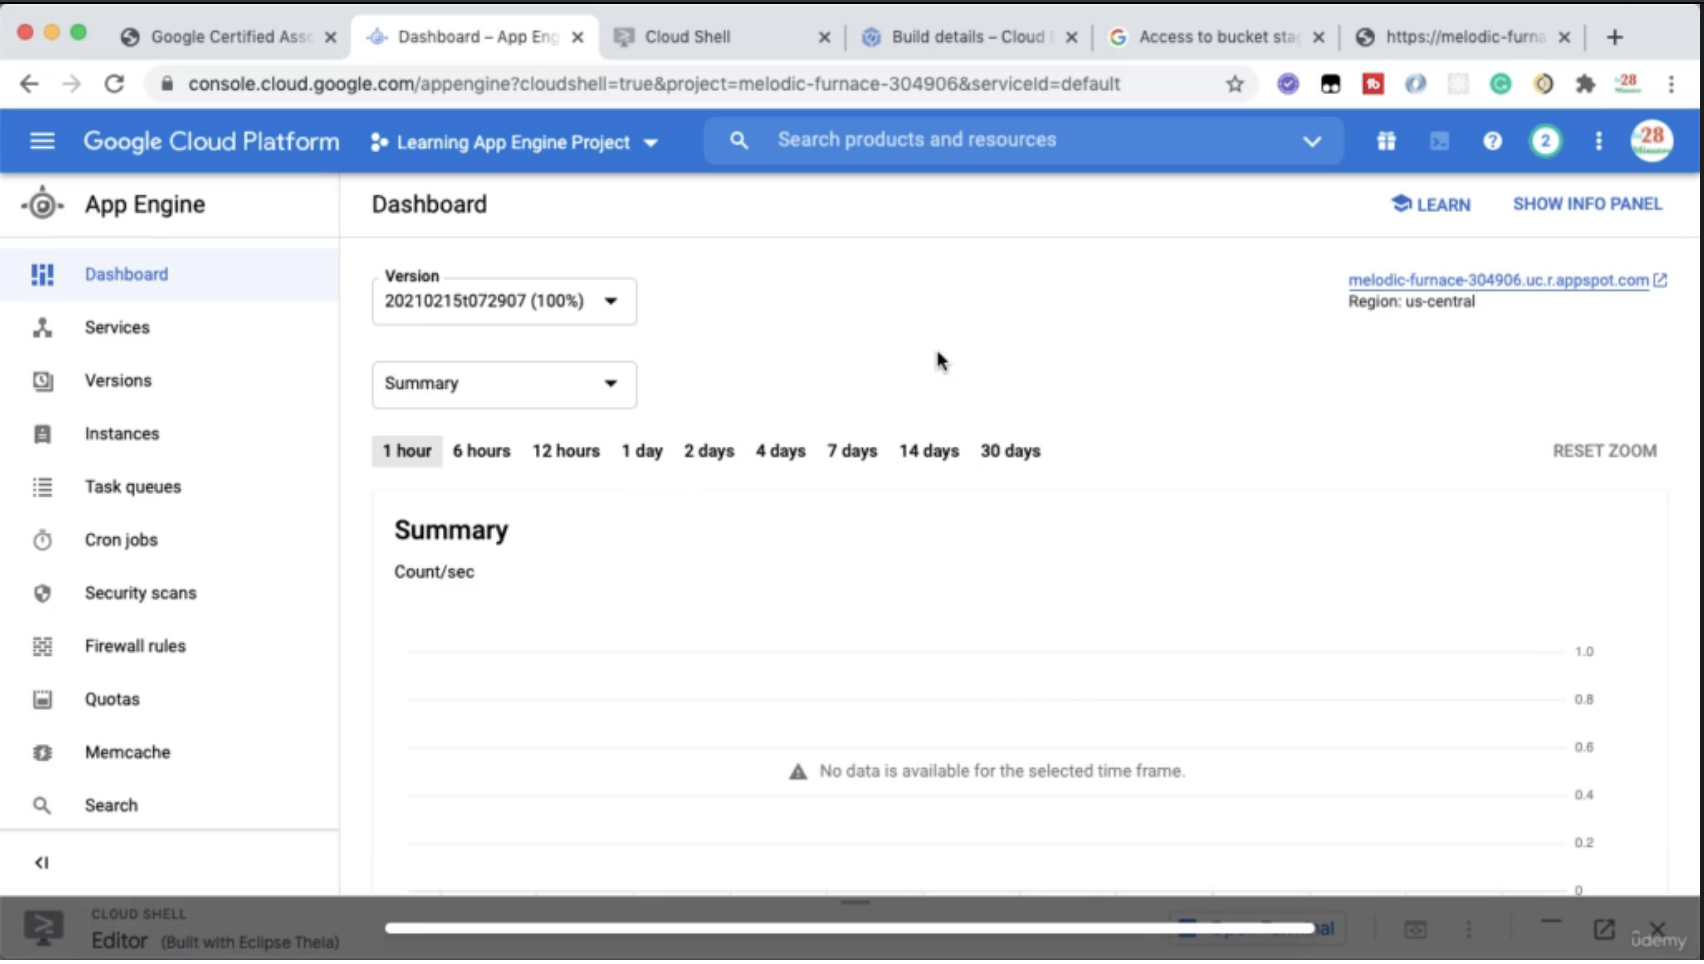 Google Certified Asso
Dashboard – App Eng
Cloud Shell
Build details – Cloud
Access to bucket sta
https://melodic-furna
console.cloud.google.com/appengine?cloudshell=true&project=melodic-furnace-304906&serviceId=default
Google Cloud Platform
Learning App Engine Project
Search products and resources
2
28
Minutes
App Engine
Dashboard
LEARN
SHOW INFO PANEL
Dashboard
Services
Versions
Instances
Task queues
Cron jobs
Security scans
Firewall rules
Quotas
Memcache
Search
Version
20210215t072907 (100%)
melodic-furnace-304906.uc.r.appspot.com
Region: us-central
Summary
1 hour 6 hours 12 hours 1 day 2 days 4 days 7 days 14 days 30 days
RESET ZOOM
Summary
Count/sec
1.0
0.8
0.6
No data is available for the selected time frame.
0.4
0.2
0
CLOUD SHELL
Editor (Built with Eclipse Theia)
udemy